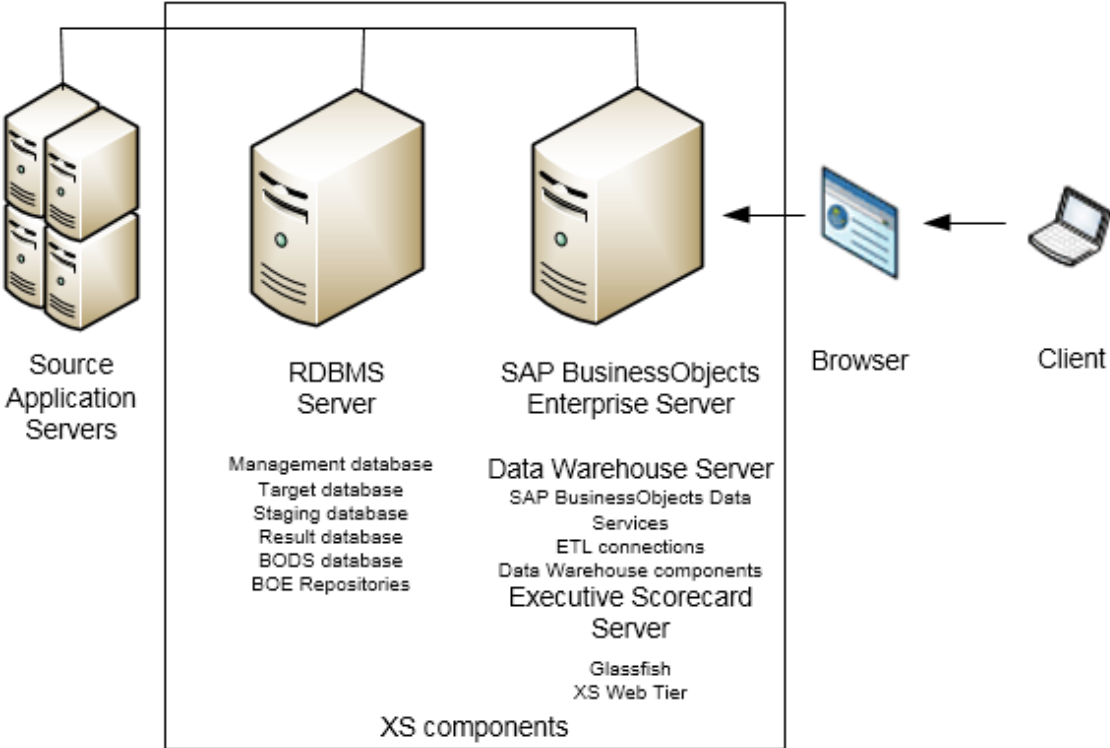 Source
Application
Servers
RDBMS
Server
Management database
Target database
Staging database
Result database
BODS database
BOE Repositories
SAP BusinessObjects
Enterprise Server
Data Warehouse Server
SAP BusinessObjects Data
Services
ETL connections
Data Warehouse components
Executive Scorecard
Server
Glassfish
XS Web Tier
Browser
Client
XS components